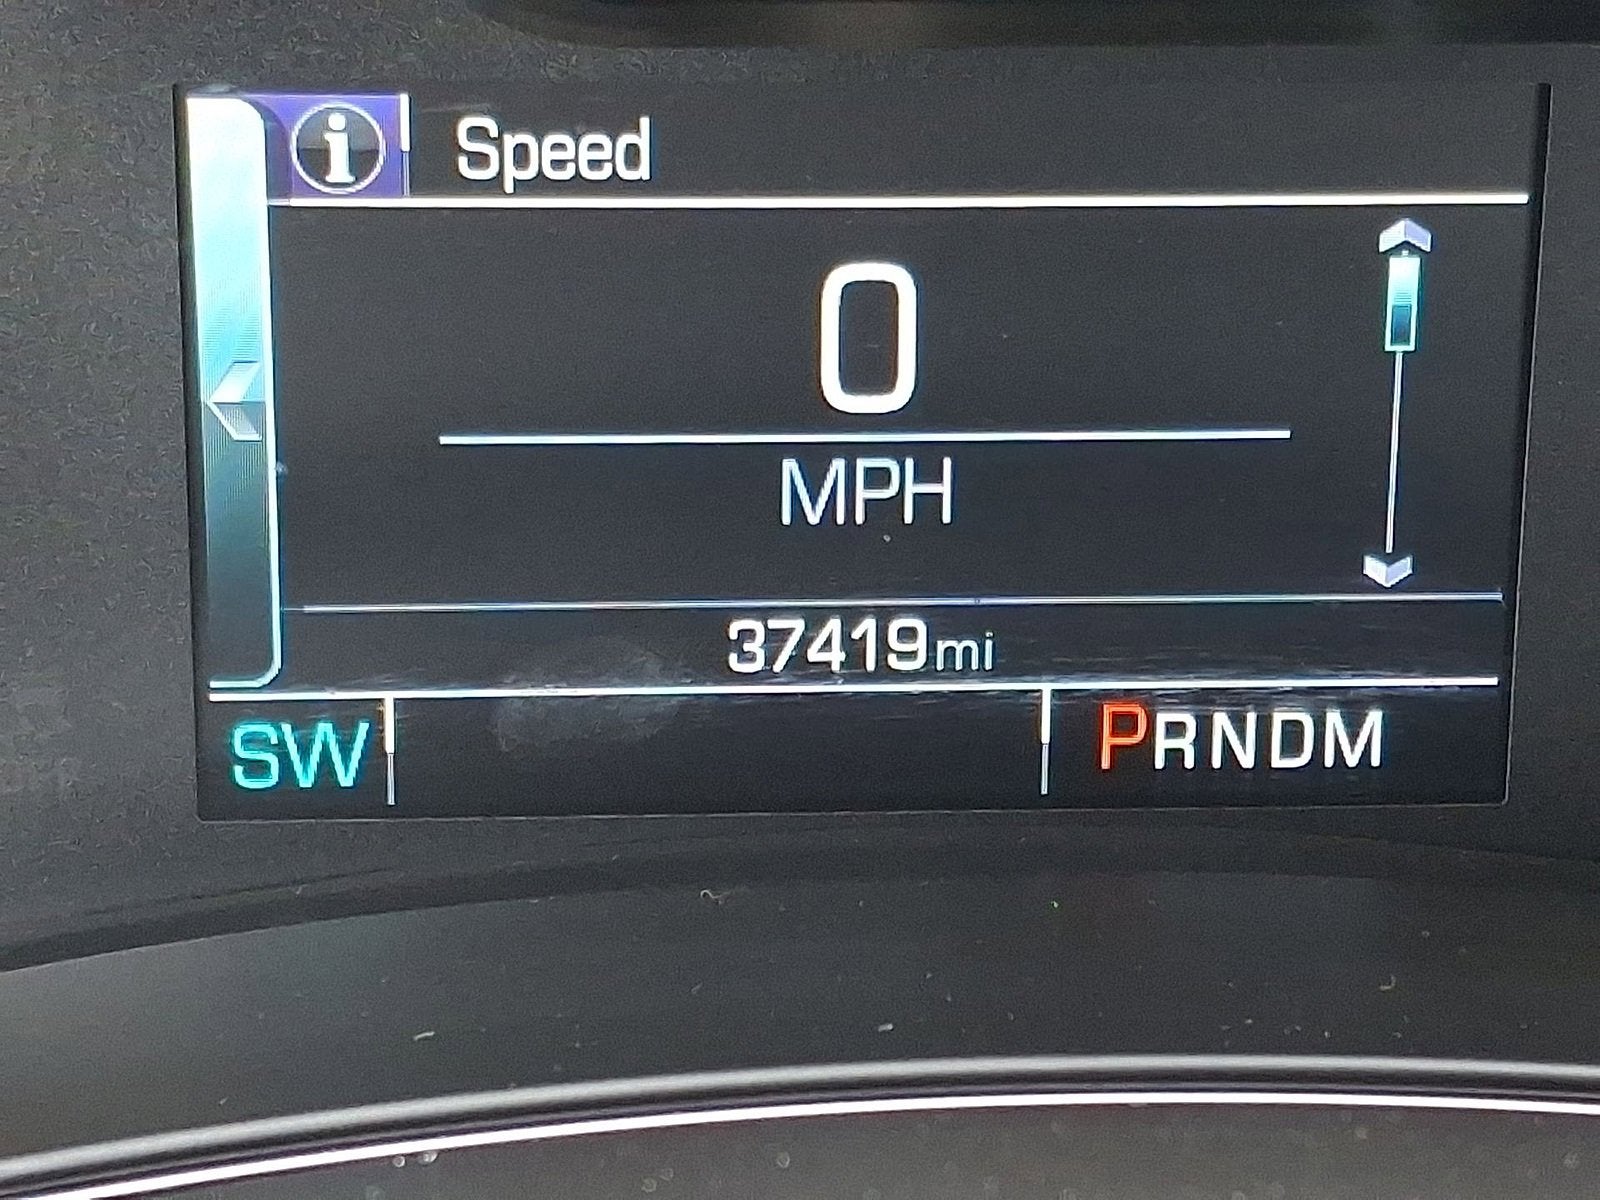 i Speed
0
MPH
37419mi
SW PRNDM